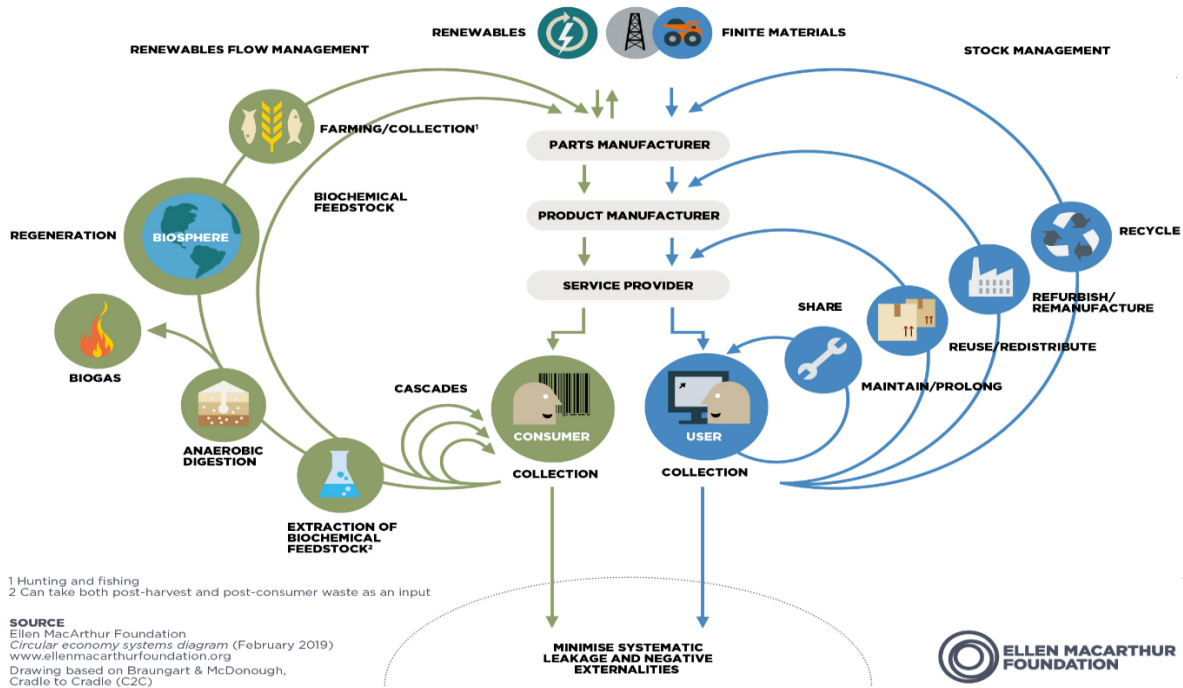 RENEWABLES
FINITE MATERIALS
RENEWABLES FLOW MANAGEMENT
STOCK MANAGEMENT
FARMING/COLLECTION¹
PARTS MANUFACTURER
BIOCHEMICAL
FEEDSTOCK
PRODUCT MANUFACTURER
REGENERATION
BIOSPHERE
RECYCLE
SERVICE PROVIDER
SHARE
REFURBISH/
REMANUFACTURE
REUSE/REDISTRIBUTE
BIOGAS
CASCADES
MAINTAIN/PROLONG
CONSUMER
USER
ANAEROBIC
DIGESTION
COLLECTION
COLLECTION
EXTRACTION OF
BIOCHEMICAL
FEEDSTOCK²
1 Hunting and fishing
2 Can take both post-harvest and post-consumer waste as an input
SOURCE
Ellen MacArthur Foundation
Circular economy systems diagram (February 2019)
www.ellenmacarthurfoundation.org
Drawing based on Braungart & McDonough,
Cradle to Cradle (C2C)
MINIMISE SYSTEMATIC
LEAKAGE AND NEGATIVE
EXTERNALITIES
ELLEN MACARTHUR
FOUNDATION